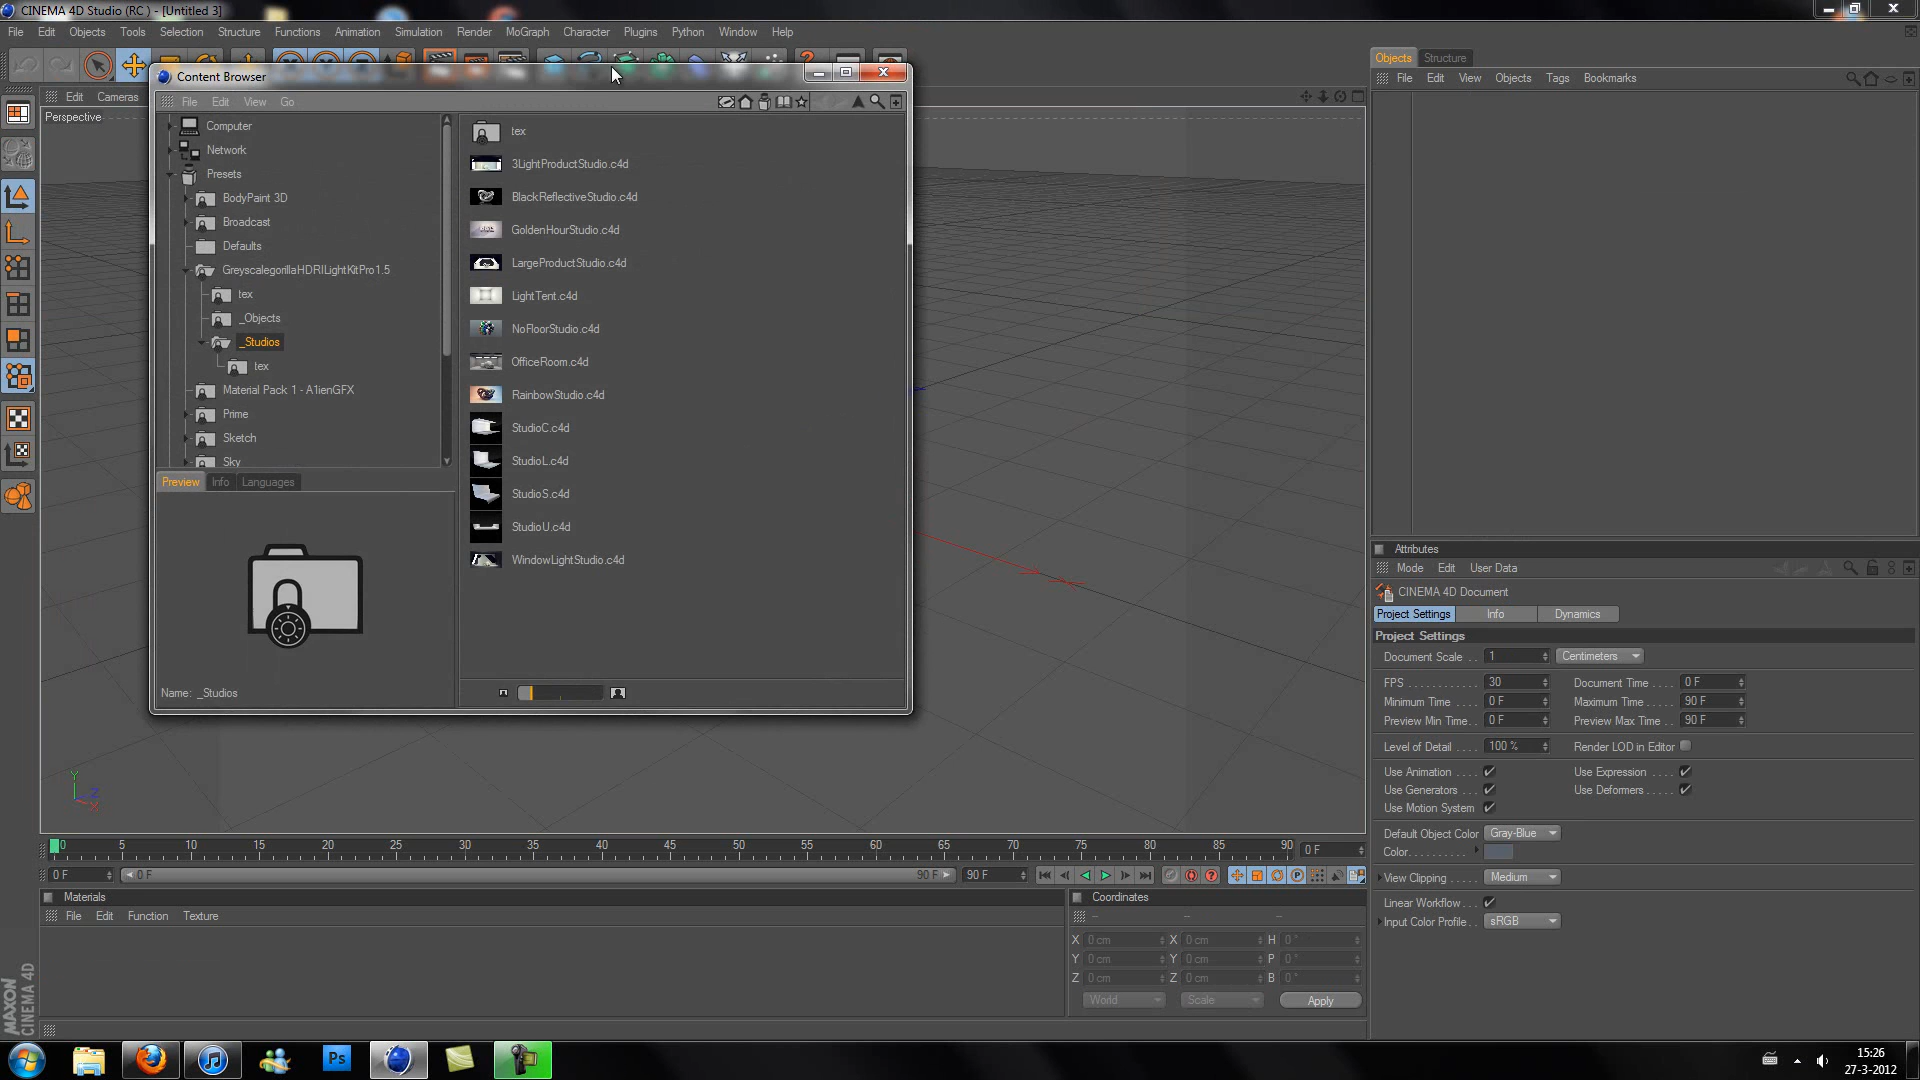 CINEMA 4D Studio (RC ) - [Untitled 3]
File Edit Objects Tools Selection Structure Functions Animation Simulation Render MoGraph Character Plugins Python Window Help
Edit Cameras
Perspective
Content Browser
File Edit View Go
Computer
Network
Presets
BodyPaint 3D
Broadcast
Defaults
GreyscalegorillaHDRILightKitPro1.5
tex
_Objects
_Studios
tex
Material Pack 1 - A1ienGFX
Prime
Sketch
Sky
tex
3LightProductStudio.c4d
BlackReflectiveStudio.c4d
GoldenHourStudio.c4d
LargeProductStudio.c4d
LightTent.c4d
NoFloorStudio.c4d
OfficeRoom.c4d
RainbowStudio.c4d
StudioC.c4d
StudioL.c4d
StudioS.c4d
StudioU.c4d
WindowLightStudio.c4d
Preview Info Languages
Name: _Studios
Objects Structure
File Edit View Objects Tags Bookmarks
Attributes
Mode Edit User Data
CINEMA 4D Document
Project Settings Info Dynamics
Project Settings
Document Scale . . 1 Centimeters
FPS . . . . . . . . . . . 30 Document Time . . 0 F
Minimum Time . . . . 0 F Maximum Time . . . 90 F
Preview Min Time. . 0 F Preview Max Time . . 90 F
Level of Detail . . . . 100 % Render LOD in Editor
Use Animation . . . . Use Expression . . . .
Use Generators . . . Use Deformers . . . . .
Use Motion System
Default Object Color Gray-Blue
Color. . . . . . . . . .
View Clipping . . . . . Medium
Linear Workflow . . .
Input Color Profile . . sRGB
0 5 10 15 20 25 30 35 40 45 50 55 60 65 70 75 80 85 90 0 F
0 F 0 F 90 F 90 F
Materials
File Edit Function Texture
Coordinates
-- -- --
X 0 cm X 0 cm H 0 °
Y 0 cm Y 0 cm P 0 °
Z 0 cm Z 0 cm B 0 °
World Scale Apply
MAXON
CINEMA 4D
Y
Z
X
Ps
15:26
27-3-2012